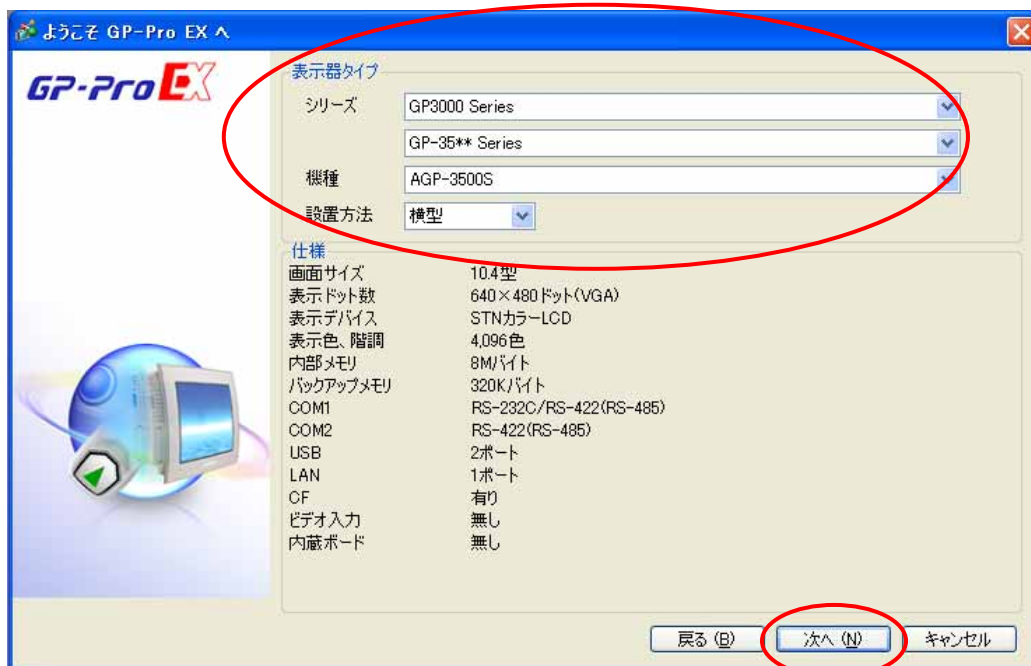 ようこそ GP-Pro EX へ
GP-Pro EX
表示器タイプ
シリーズ GP3000 Series
GP-35** Series
機種 AGP-3500S
設置方法 横型
仕様
画面サイズ 10.4型
表示ドット数 640×480ドット(VGA)
表示デバイス STNカラーLCD
表示色、階調 4,096色
内部メモリ 8Mバイト
バックアップメモリ 320Kバイト
COM1 RS-232C/RS-422(RS-485)
COM2 RS-422(RS-485)
USB 2ポート
LAN 1ポート
CF 有り
ビデオ入力 無し
内蔵ボード 無し
戻る (B) 次へ (N) キャンセル